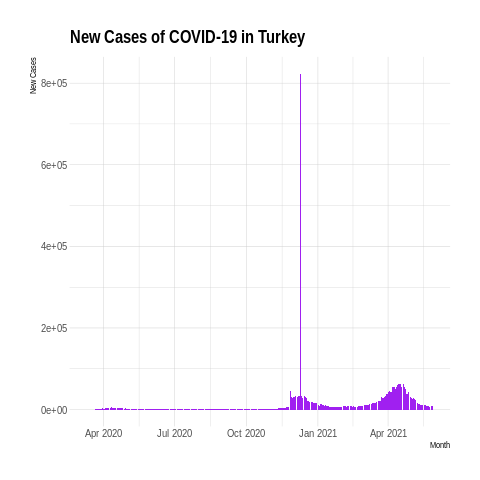 New Cases of COVID-19 in Turkey
New Cases
8e+05
6e+05
4e+05
2e+05
0e+00
Apr 2020 Jul 2020 Oct 2020 Jan 2021 Apr 2021
Month